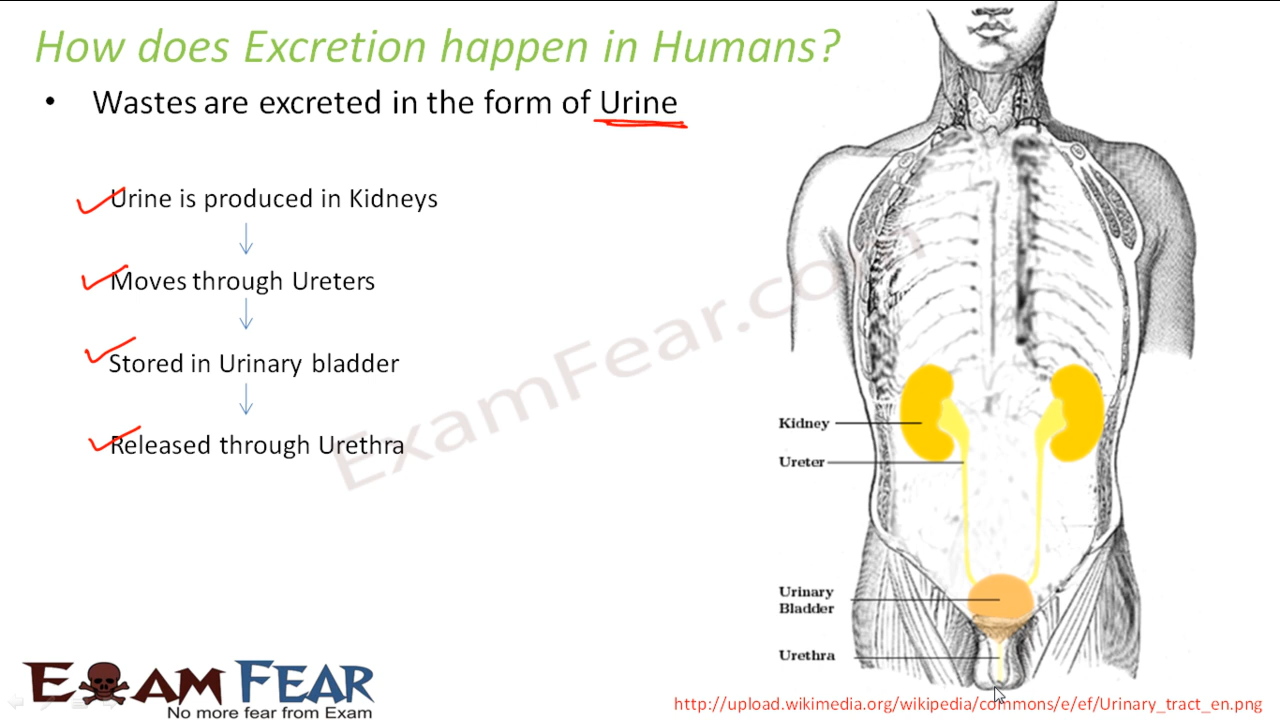 How does Excretion happen in Humans?
• Wastes are excreted in the form of Urine
Urine is produced in Kidneys
Moves through Ureters
Stored in Urinary bladder
Released through Urethra
ExamFear.com
Kidney
Ureter
Urinary
Bladder
Urethra
EXAM FEAR
No more fear from Exam
http://upload.wikimedia.org/wikipedia/commons/e/ef/Urinary_tract_en.png